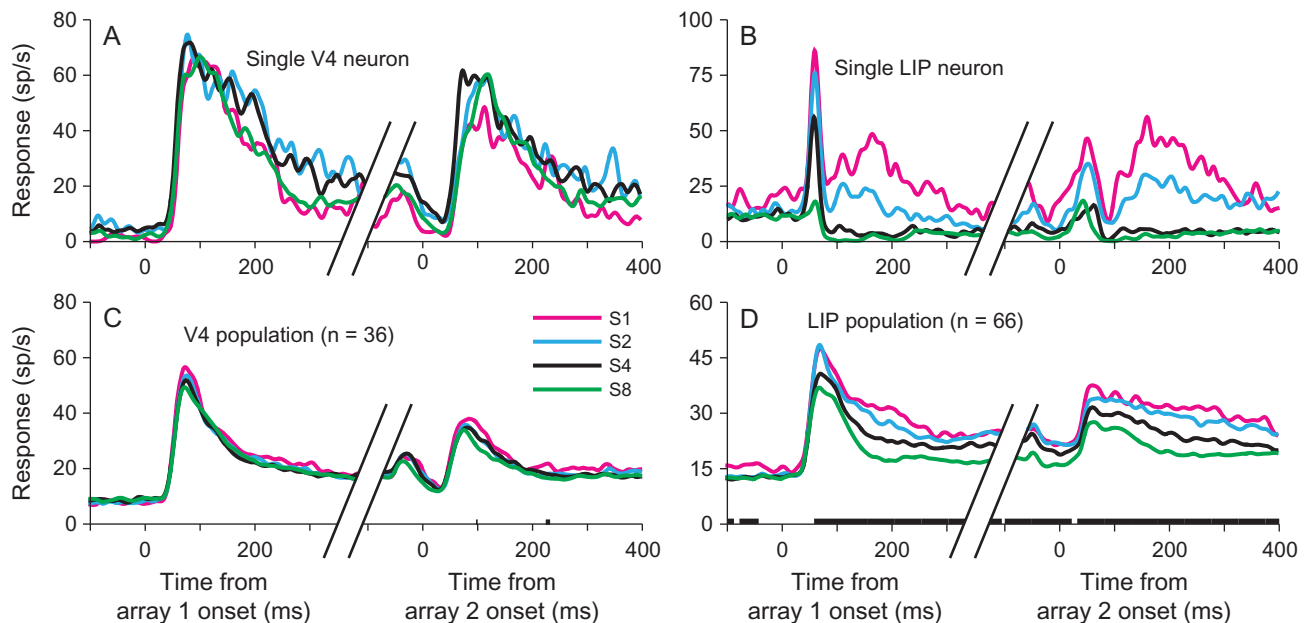 A
Single V4 neuron
Response (sp/s)
80
60
40
20
0
0
200
0
200
400
B
Single LIP neuron
100
75
50
25
0
0
200
0
200
400
C
V4 population (n = 36)
S1
S2
S4
S8
Response (sp/s)
80
60
40
20
0
0
200
0
200
400
Time from
array 1 onset (ms)
Time from
array 2 onset (ms)
D
LIP population (n = 66)
60
45
30
15
0
0
200
0
200
400
Time from
array 1 onset (ms)
Time from
array 2 onset (ms)